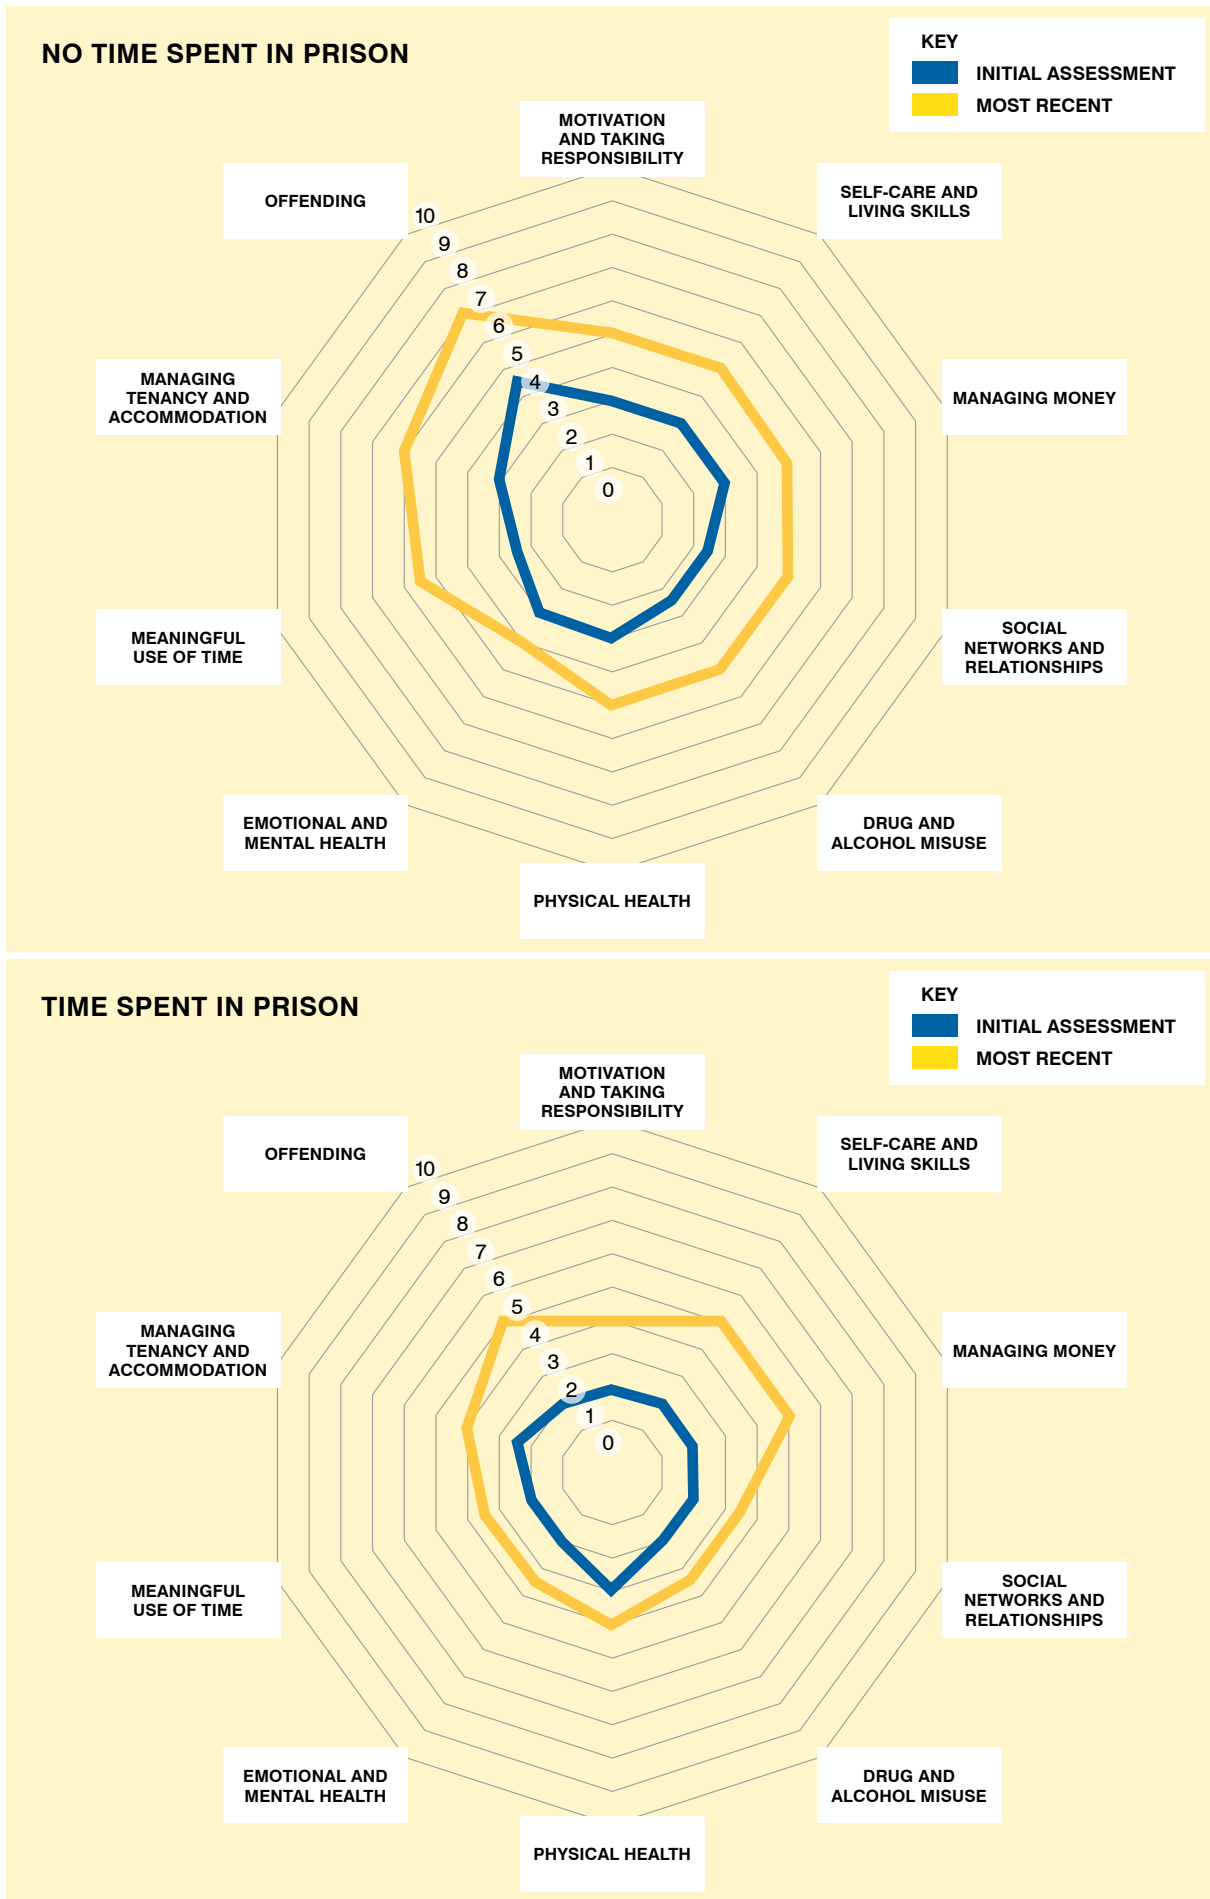 NO TIME SPENT IN PRISON
KEY
INITIAL ASSESSMENT
MOST RECENT
MOTIVATION
AND TAKING
RESPONSIBILITY
OFFENDING
SELF-CARE AND
LIVING SKILLS
10
9
8
7
6
5
4
3
2
1
0
MANAGING
TENANCY AND
ACCOMMODATION
MANAGING MONEY
MEANINGFUL
USE OF TIME
SOCIAL
NETWORKS AND
RELATIONSHIPS
EMOTIONAL AND
MENTAL HEALTH
DRUG AND
ALCOHOL MISUSE
PHYSICAL HEALTH
TIME SPENT IN PRISON
KEY
INITIAL ASSESSMENT
MOST RECENT
MOTIVATION
AND TAKING
RESPONSIBILITY
OFFENDING
SELF-CARE AND
LIVING SKILLS
10
9
8
7
6
5
4
3
2
1
0
MANAGING
TENANCY AND
ACCOMMODATION
MANAGING MONEY
MEANINGFUL
USE OF TIME
SOCIAL
NETWORKS AND
RELATIONSHIPS
EMOTIONAL AND
MENTAL HEALTH
DRUG AND
ALCOHOL MISUSE
PHYSICAL HEALTH